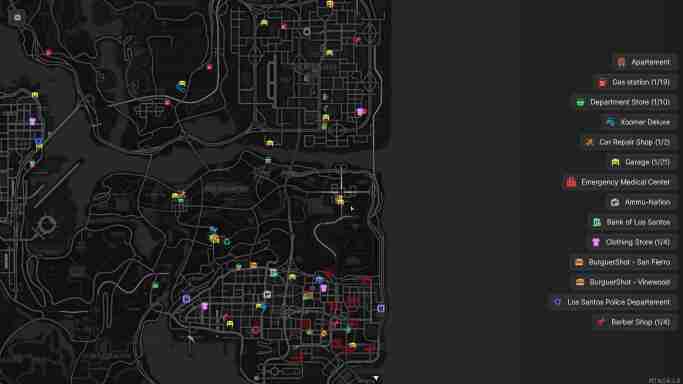 Apartement
Gas station (1/19)
Department Store (1/10)
Xoomer Deluxe
Car Repair Shop (1/2)
Garage (1/21)
Emergency Medical Center
Ammu-Nation
Bank of Los Santos
Clothing Store (1/4)
BurguerShot - San Fierro
BurguerShot - Vinewood
Los Santos Police Departement
Barber Shop (1/4)